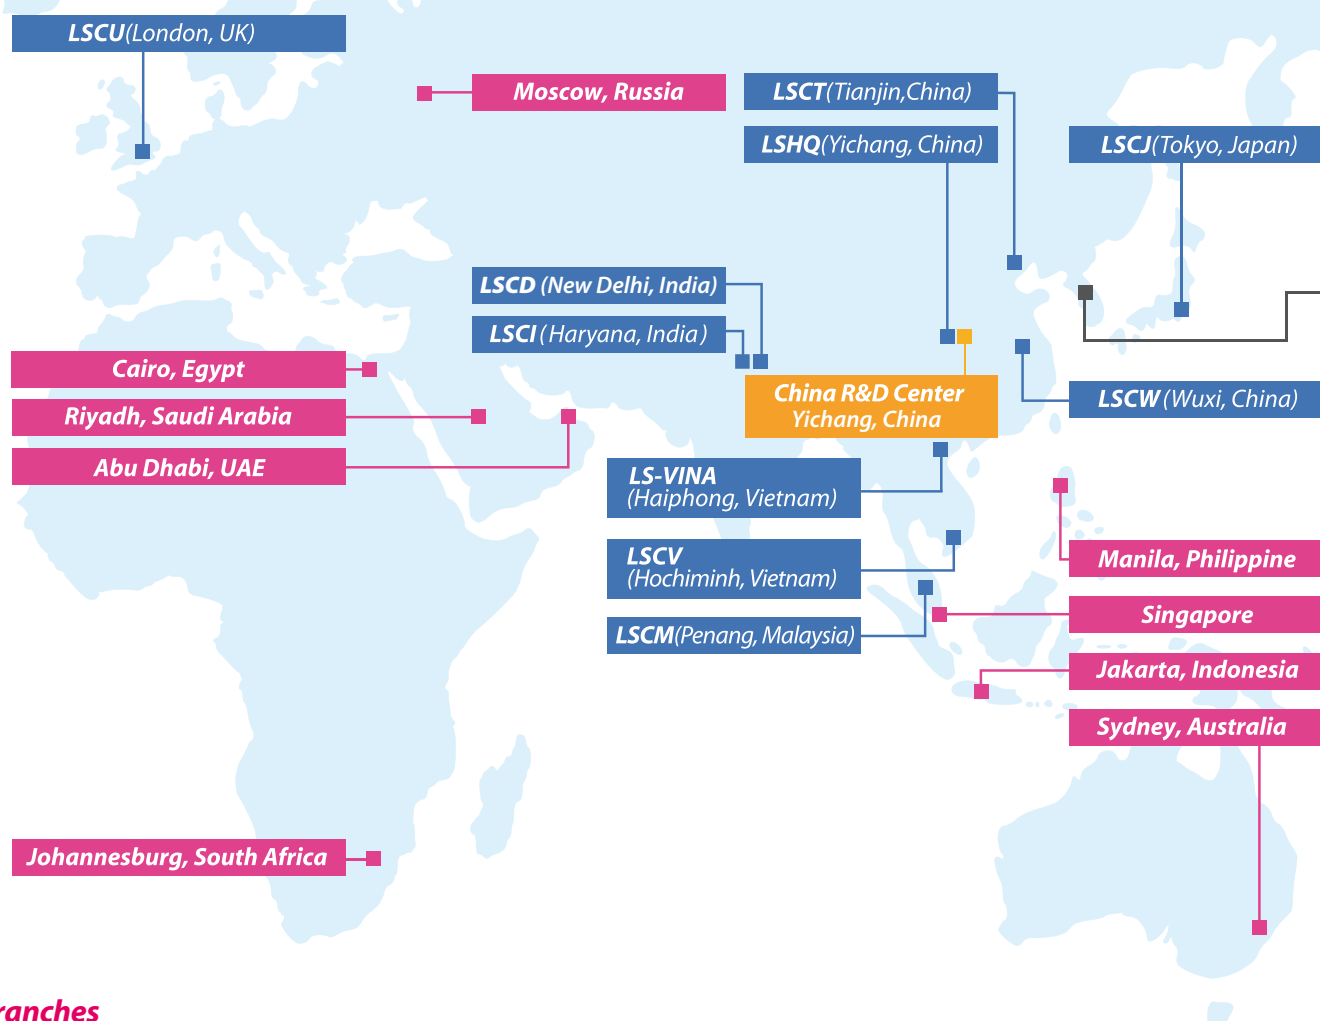 LSCU(London, UK)
Moscow, Russia
LSCT(Tianjin,China)
LSHQ(Yichang, China)
LSCJ(Tokyo, Japan)
LSCD (New Delhi, India)
LSCI (Haryana, India)
Cairo, Egypt
Riyadh, Saudi Arabia
Abu Dhabi, UAE
China R&D Center
Yichang, China
LSCW (Wuxi, China)
LS-VINA
(Haiphong, Vietnam)
LSCV
(Hochiminh, Vietnam)
LSCM(Penang, Malaysia)
Manila, Philippine
Singapore
Jakarta, Indonesia
Sydney, Australia
Johannesburg, South Africa
ranches